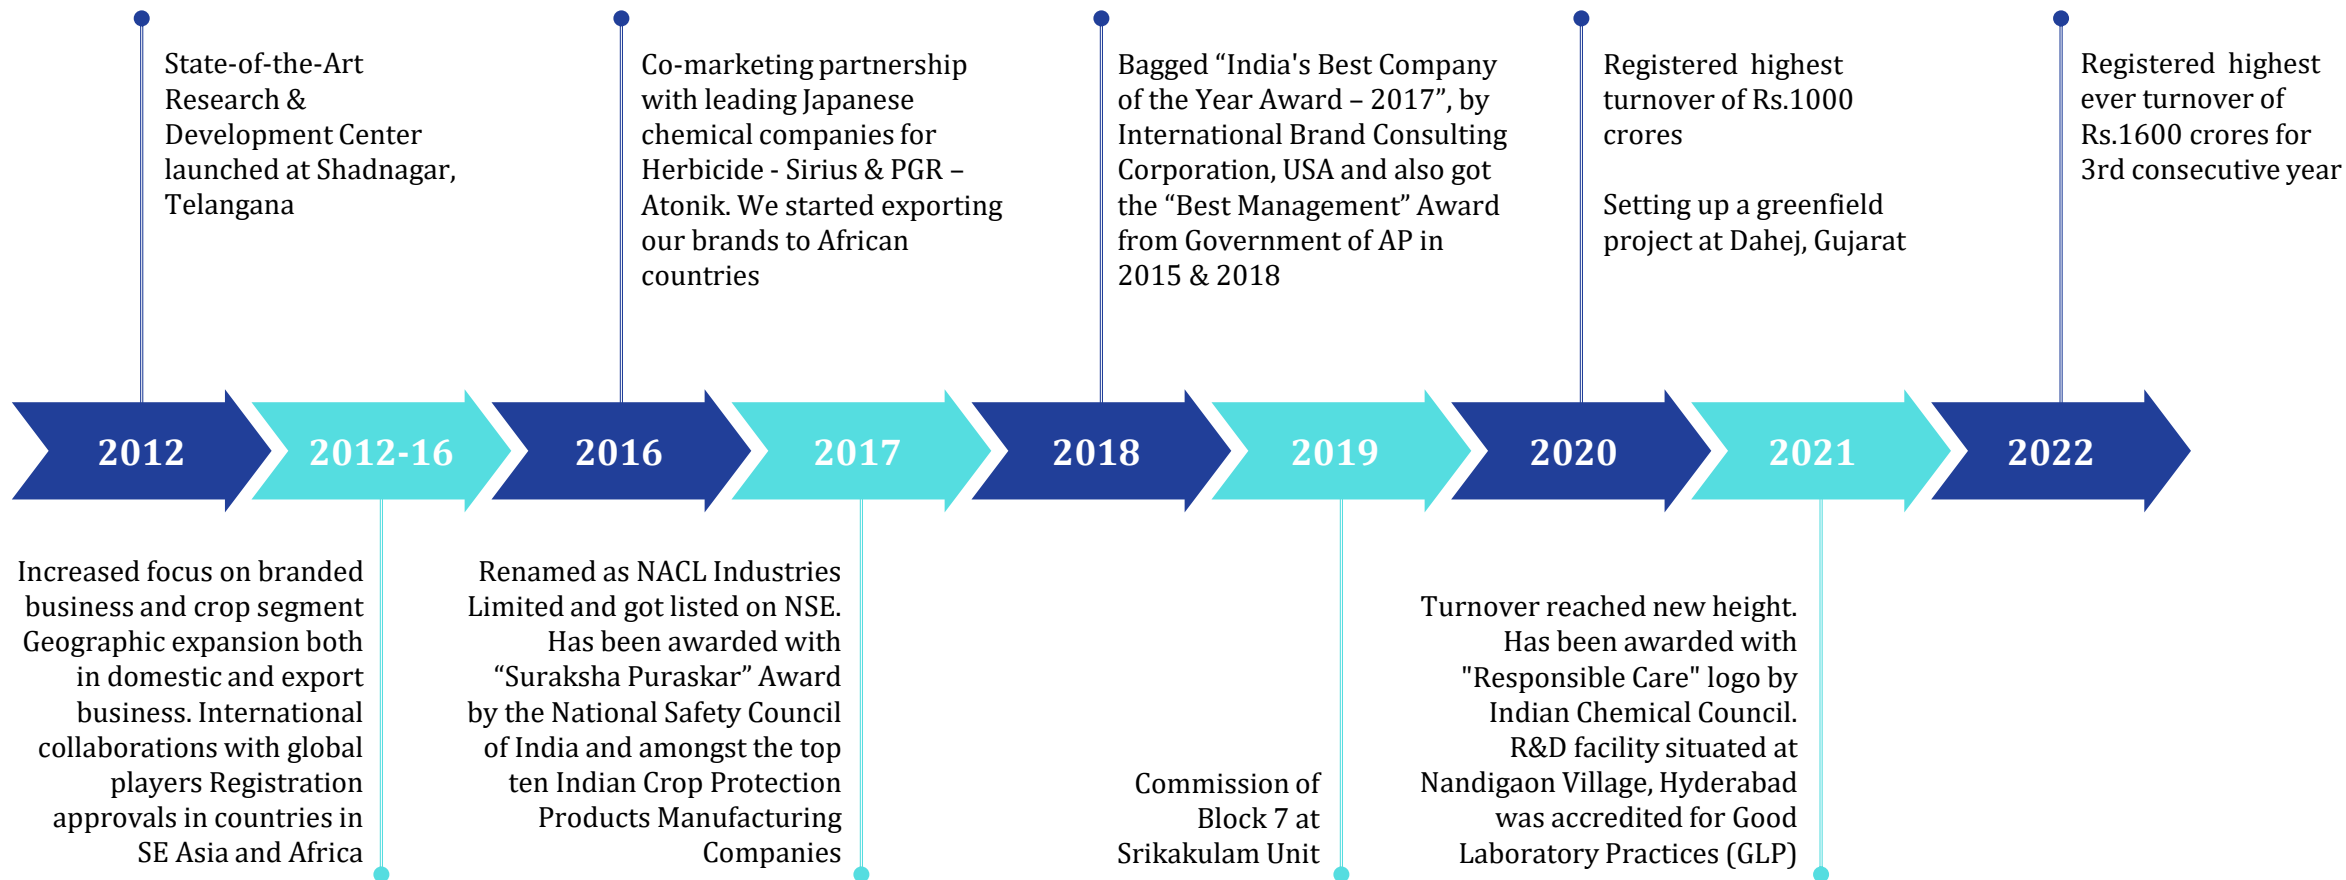 State-of-the-Art
Research &
Development Center
launched at Shadnagar,
Telangana
Co-marketing partnership
with leading Japanese
chemical companies for
Herbicide - Sirius & PGR –
Atonik. We started exporting
our brands to African
countries
Bagged “India's Best Company
of the Year Award – 2017”, by
International Brand Consulting
Corporation, USA and also got
the “Best Management” Award
from Government of AP in
2015 & 2018
Registered highest
turnover of Rs.1000
crores
Setting up a greenfield
project at Dahej, Gujarat
Registered highest
ever turnover of
Rs.1600 crores for
3rd consecutive year
2012
2012-16
2016
2017
2018
2019
2020
2021
2022
Increased focus on branded
business and crop segment
Geographic expansion both
in domestic and export
business. International
collaborations with global
players Registration
approvals in countries in
SE Asia and Africa
Renamed as NACL Industries
Limited and got listed on NSE.
Has been awarded with
“Suraksha Puraskar” Award
by the National Safety Council
of India and amongst the top
ten Indian Crop Protection
Products Manufacturing
Companies
Commission of
Block 7 at
Srikakulam Unit
Turnover reached new height.
Has been awarded with
"Responsible Care" logo by
Indian Chemical Council.
R&D facility situated at
Nandigaon Village, Hyderabad
was accredited for Good
Laboratory Practices (GLP)